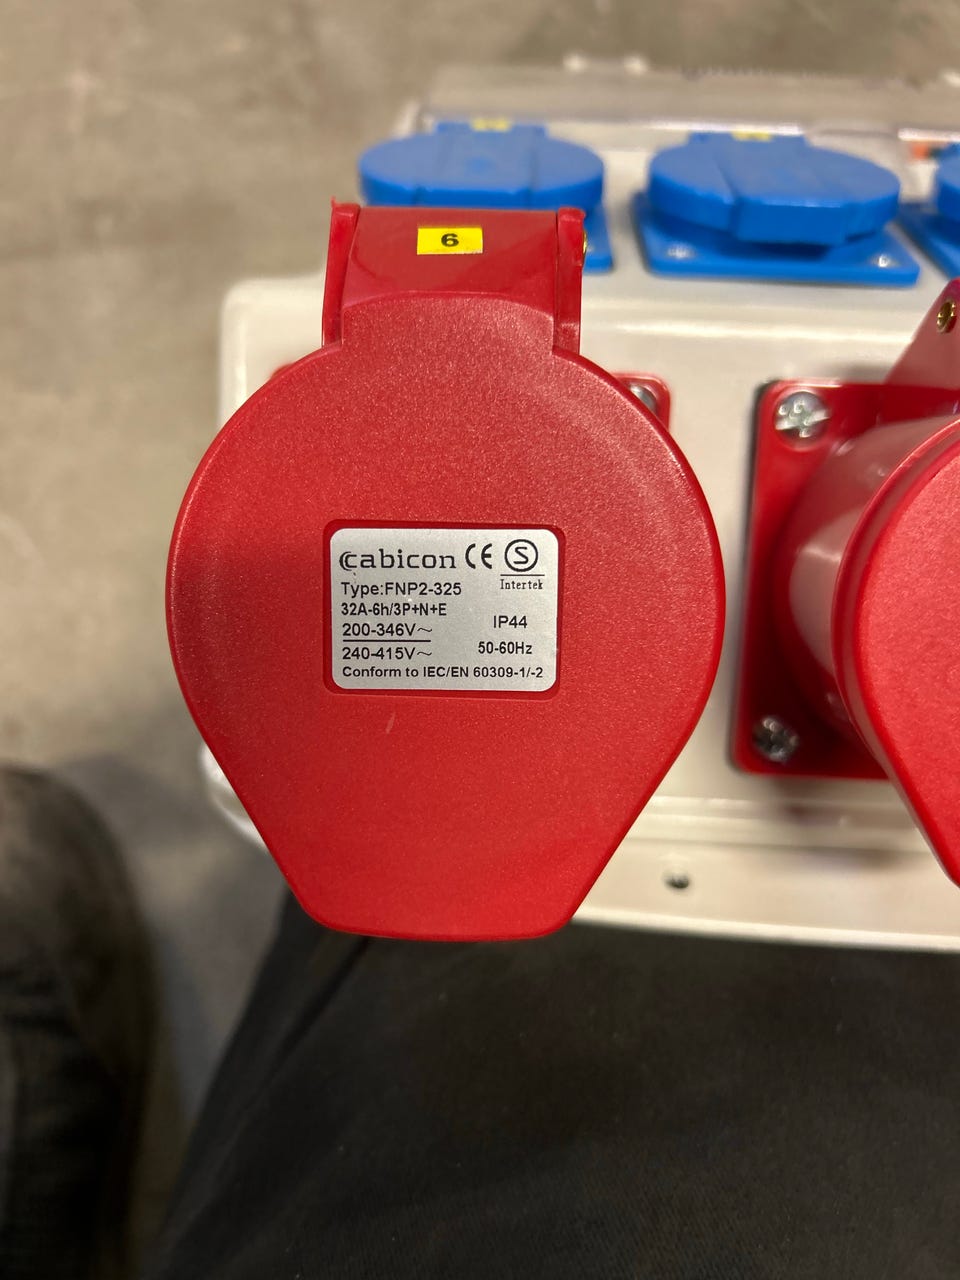 6
cabicon CE S
Intertek
Type:FNP2-325
32A-6h/3P+N+E
200-346V~
240-415V~
IP44
50-60Hz
Conform to IEC/EN 60309-1/-2